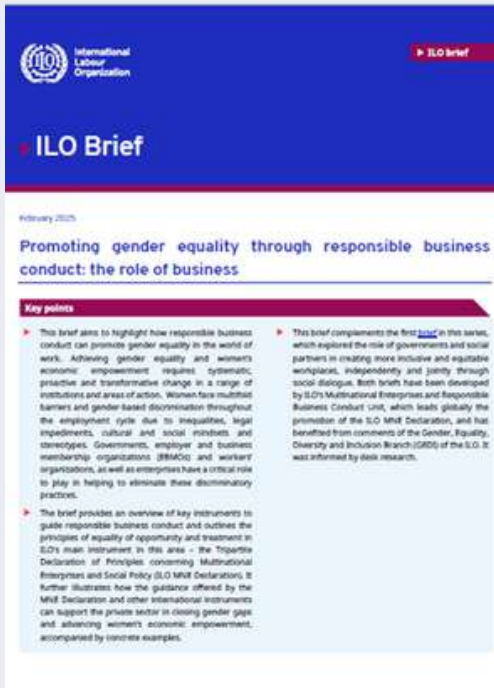 International
Labour
Organization
ILO brief
ILO Brief
February 2025
Promoting gender equality through responsible business
conduct: the role of business
Key points
This brief aims to highlight how responsible business
conduct can promote gender equality in the world of
work. Achieving gender equality and women's
economic empowerment requires systematic,
proactive and transformative change in a range of
institutions and areas of action. Women face multifold
barriers and gender-based discrimination throughout
the employment cycle due to inequalities, legal
impediments, cultural and social mindsets and
stereotypes. Governments, employer and business
membership organizations (EBMOs) and workers'
organizations, as well as enterprises have a critical role
to play in helping to eliminate these discriminatory
practices.
The brief provides an overview of key instruments to
guide responsible business conduct and outlines the
principles of equality of opportunity and treatment in
ILO's main instrument in this area – the Tripartite
Declaration of Principles concerning Multinational
Enterprises and Social Policy (ILO MNE Declaration). It
further illustrates how the guidance offered by the
MNE Declaration and other international instruments
can support the private sector in closing gender gaps
and advancing women's economic empowerment,
accompanied by concrete examples.
This brief complements the first brief in this series,
which explored the role of governments and social
partners in creating more inclusive and equitable
workplaces, independently and jointly through
social dialogue. Both briefs have been developed
by ILO's Multinational Enterprises and Responsible
Business Conduct Unit, which leads globally the
promotion of the ILO MNE Declaration, and has
benefited from comments of the Gender, Equality,
Diversity and Inclusion Branch (GEDI) of the ILO. It
was informed by desk research.